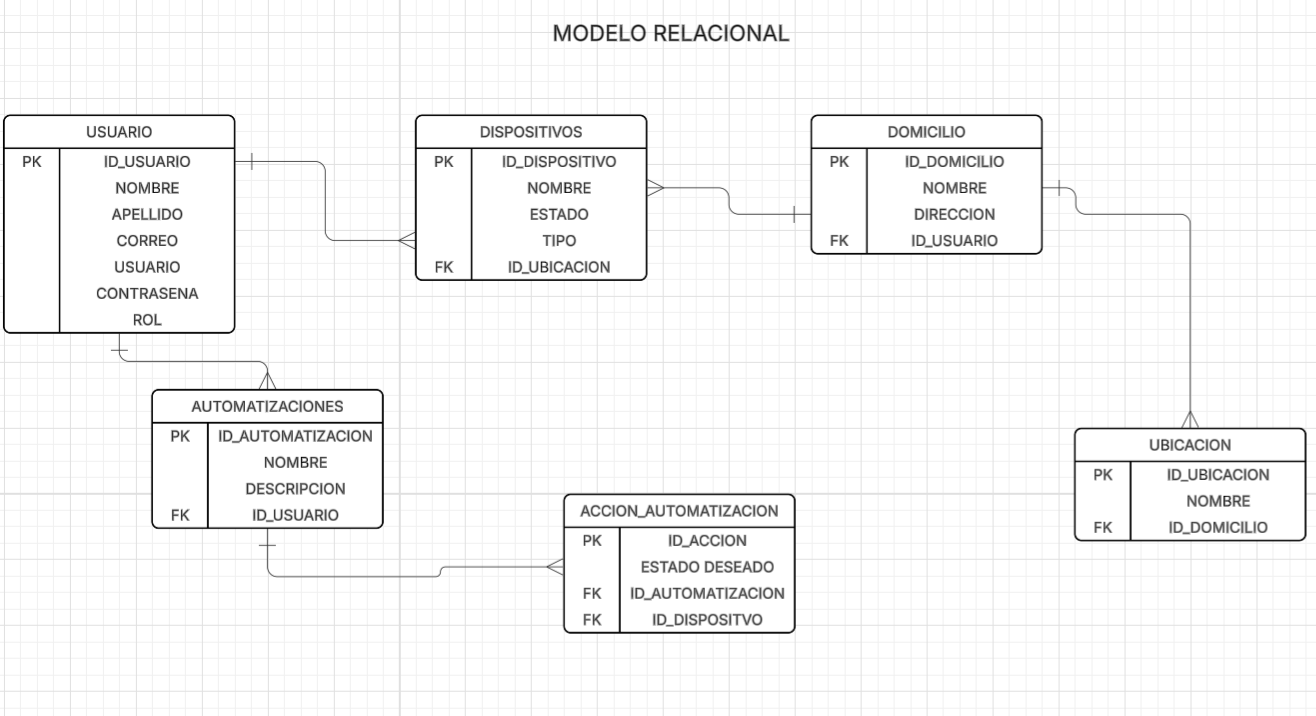 MODELO RELACIONAL
USUARIO
PK ID_USUARIO
NOMBRE
APELLIDO
CORREO
USUARIO
CONTRASENA
ROL
DISPOSITIVOS
PK ID_DISPOSITIVO
NOMBRE
ESTADO
TIPO
FK ID_UBICACION
DOMICILIO
PK ID_DOMICILIO
NOMBRE
DIRECCION
FK ID_USUARIO
AUTOMATIZACIONES
PK ID_AUTOMATIZACION
NOMBRE
DESCRIPCION
FK ID_USUARIO
ACCION_AUTOMATIZACION
PK ID_ACCION
ESTADO DESEADO
FK ID_AUTOMATIZACION
FK ID_DISPOSITVO
UBICACION
PK ID_UBICACION
NOMBRE
FK ID_DOMICILIO